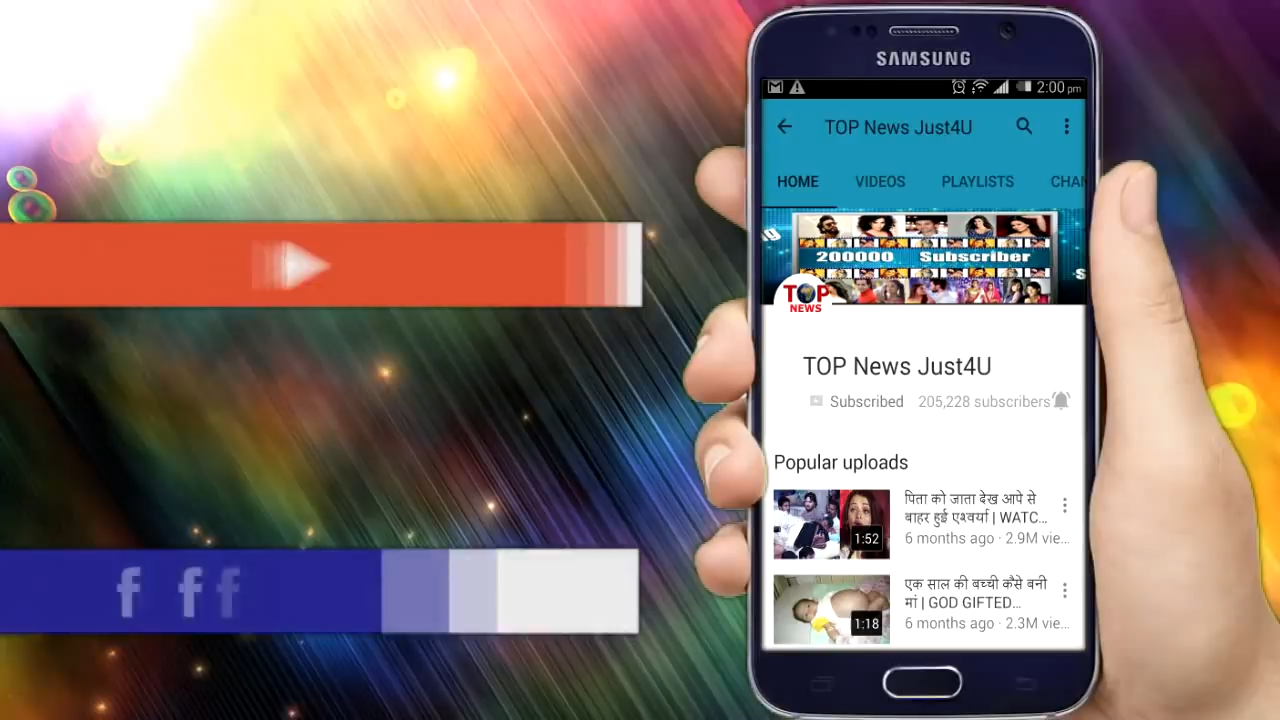 SAMSUNG
2:00 pm
TOP News Just4U
HOME VIDEOS PLAYLISTS CHAN
200000 Subscriber
TOP
NEWS
TOP News Just4U
Subscribed 205,228 subscribers
Popular uploads
पिता को जाता देख आपे से
बाहर हुई एश्वर्या | WATC...
1:52
6 months ago · 2.9M vie...
एक साल की बच्ची कैसे बनी
मां | GOD GIFTED...
1:18
6 months ago · 2.3M vie...
f f f